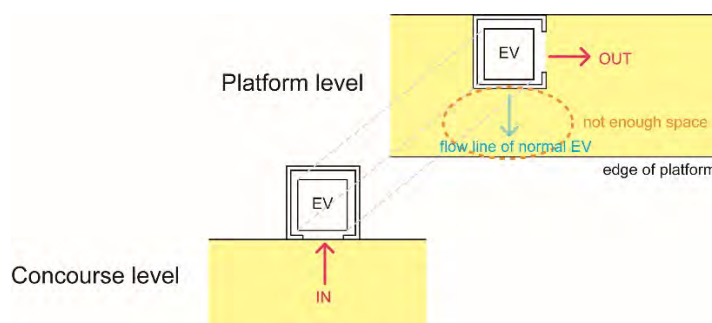 EV
OUT
Platform level
not enough space
flow line of normal EV
edge of platform
EV
Concourse level
IN